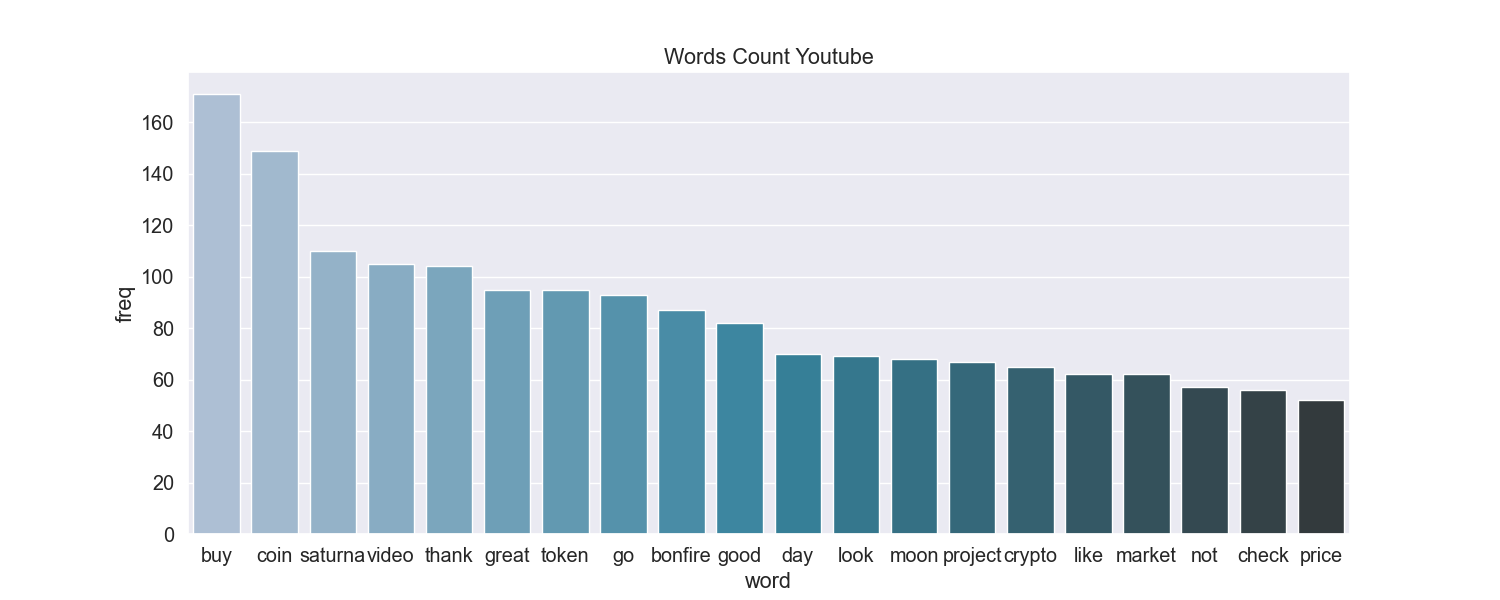 Words Count Youtube
freq
160
140
120
100
80
60
40
20
0
buy coin saturna video thank great token go bonfire good day look moon project crypto like market not check price
word